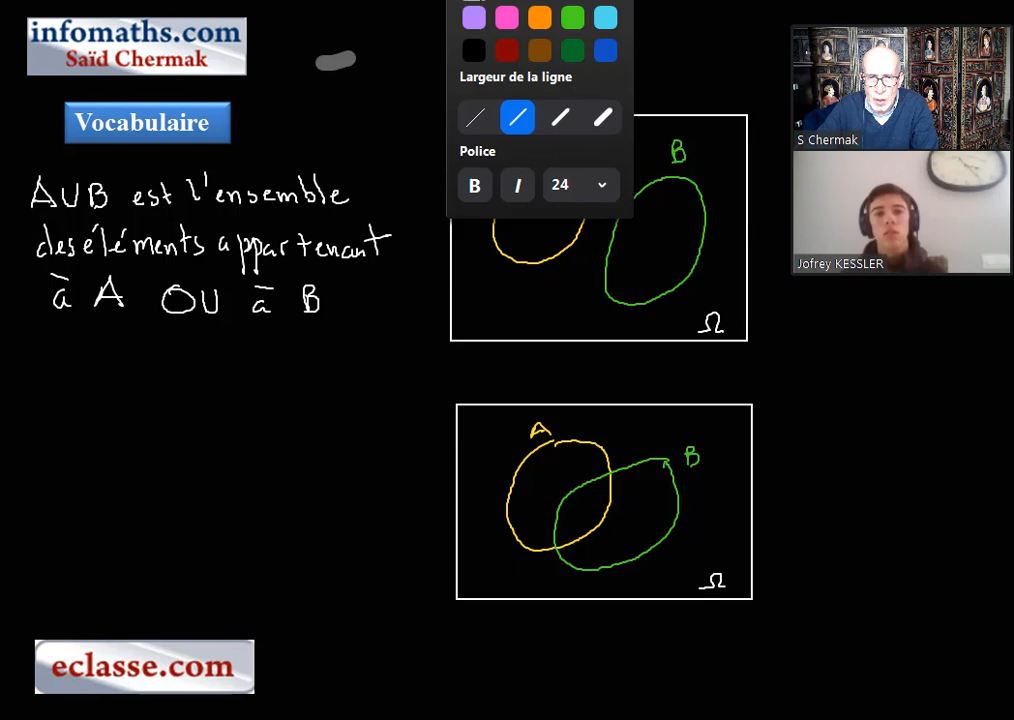 infomaths.com
Saïd Chermak
Vocabulaire
A∪B est l'ensemble
des éléments appartenant
à A OU à B
Largeur de la ligne
Police
B I 24
B
Ω
A
B
Ω
S Chermak
Jofrey KESSLER
eclasse.com